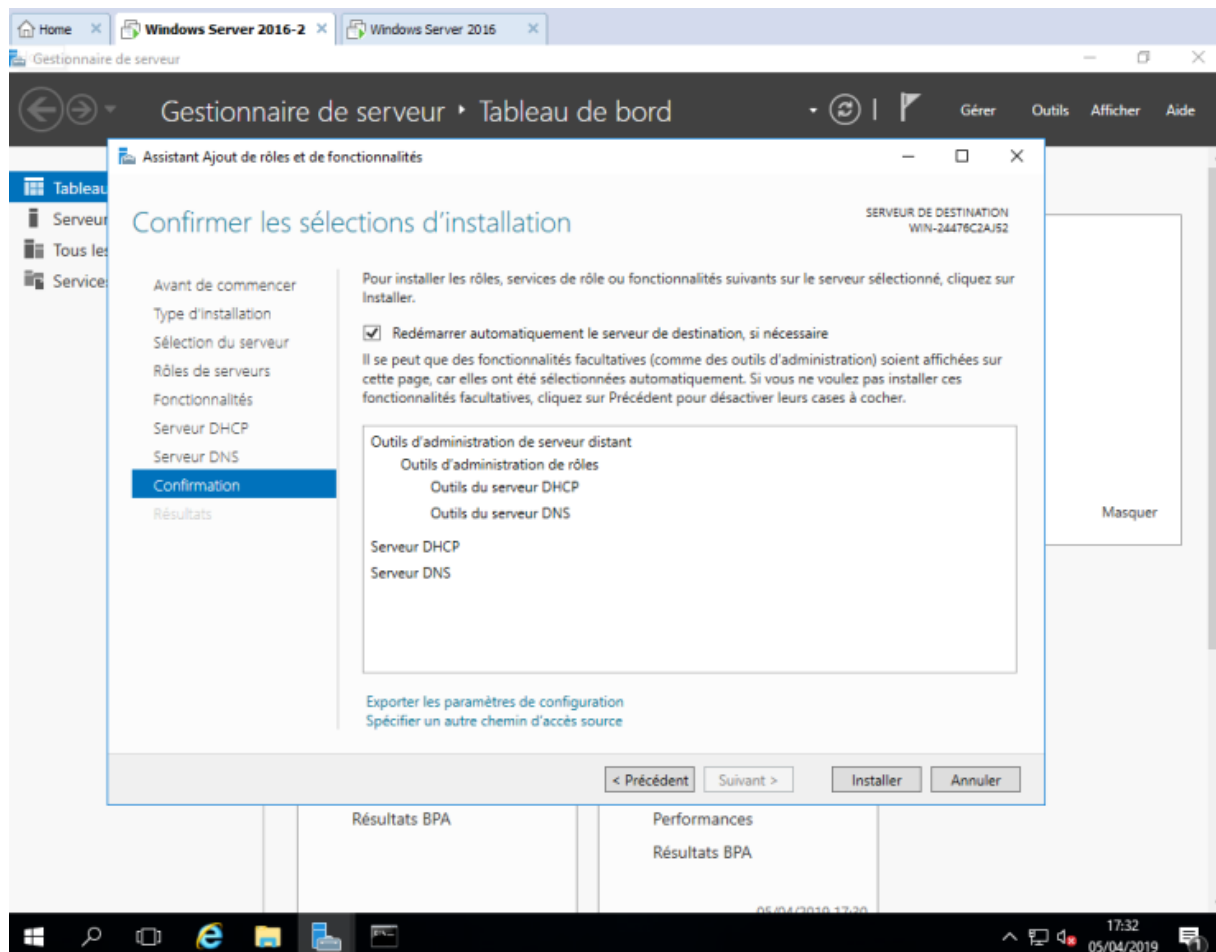 Home
Windows Server 2016-2
Windows Server 2016
Gestionnaire de serveur
Gestionnaire de serveur
Tableau de bord
Gérer
Outils
Afficher
Aide
Assistant Ajout de rôles et de fonctionnalités
Tableau
Serveur
Tous les
Service
Confirmer les sélections d'installation
SERVEUR DE DESTINATION
WIN-24476C2AJ52
Avant de commencer
Type d'installation
Sélection du serveur
Rôles de serveurs
Fonctionnalités
Serveur DHCP
Serveur DNS
Confirmation
Résultats
Pour installer les rôles, services de rôle ou fonctionnalités suivants sur le serveur sélectionné, cliquez sur
Installer.
Redémarrer automatiquement le serveur de destination, si nécessaire
Il se peut que des fonctionnalités facultatives (comme des outils d'administration) soient affichées sur
cette page, car elles ont été sélectionnées automatiquement. Si vous ne voulez pas installer ces
fonctionnalités facultatives, cliquez sur Précédent pour désactiver leurs cases à cocher.
Outils d'administration de serveur distant
Outils d'administration de rôles
Outils du serveur DHCP
Outils du serveur DNS
Serveur DHCP
Serveur DNS
Masquer
Exporter les paramètres de configuration
Spécifier un autre chemin d'accès source
< Précédent
Suivant >
Installer
Annuler
Résultats BPA
Performances
Résultats BPA
05/04/2019 17:30
17:32
05/04/2019
1